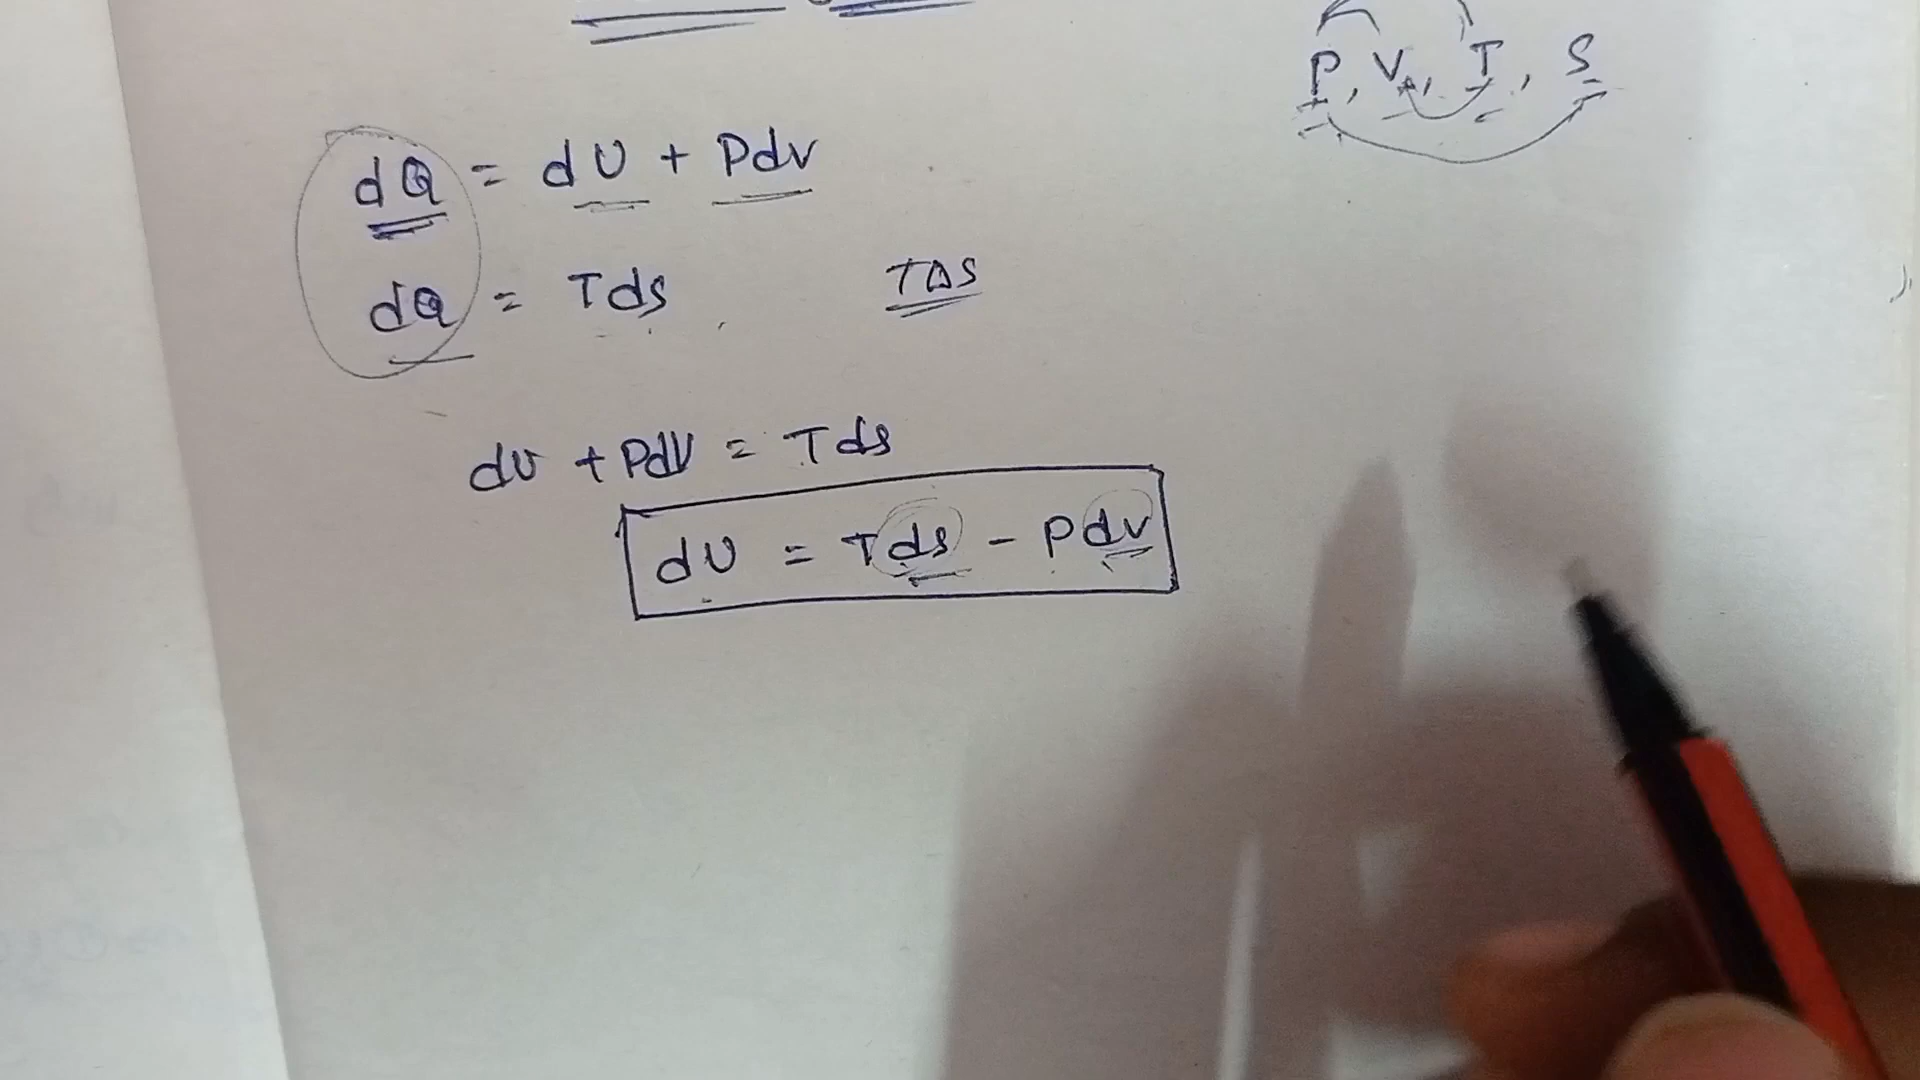 P, V, T, S
dQ = dU + Pdv
dQ = Tds TΔS
dU + PdV = Tds
dU = Tds - Pdv